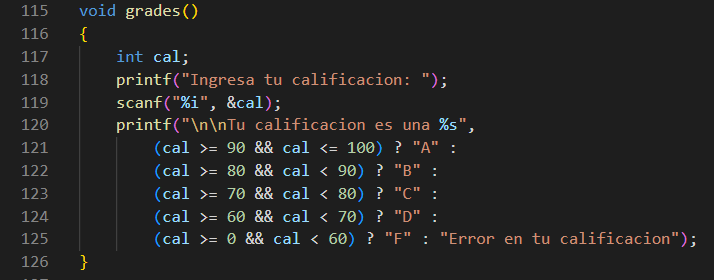 115 void grades()
116 {
117     int cal;
118     printf("Ingresa tu calificacion: ");
119     scanf("%i", &cal);
120     printf("\n\nTu calificacion es una %s",
121         (cal >= 90 && cal <= 100) ? "A" :
122         (cal >= 80 && cal < 90) ? "B" :
123         (cal >= 70 && cal < 80) ? "C" :
124         (cal >= 60 && cal < 70) ? "D" :
125         (cal >= 0 && cal < 60) ? "F" : "Error en tu calificacion");
126 }